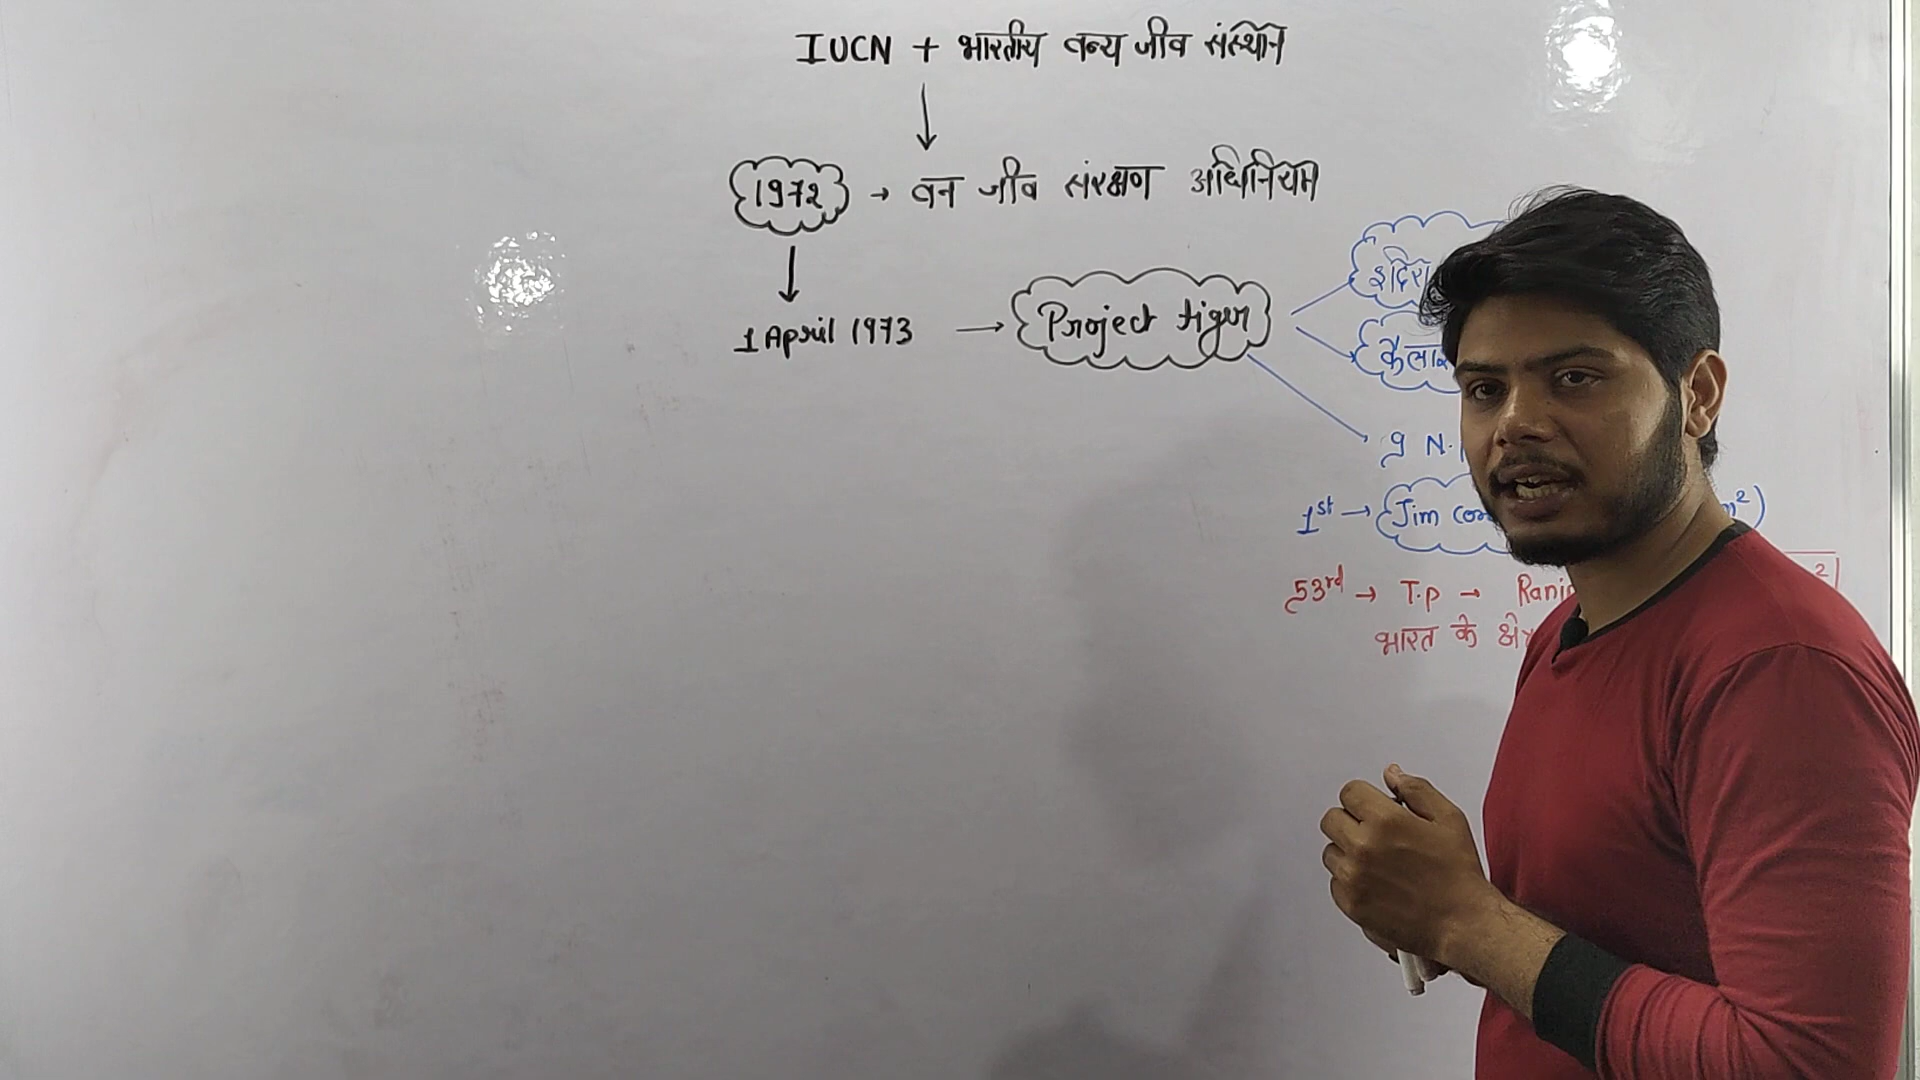 IUCN + भारतीय वन्य जीव संस्थान
1972 → वन जीव संरक्षण अधिनियम
1 April 1973 → Project tiger
9 N.
1st → Jim
53rd → T.P →
भारत के